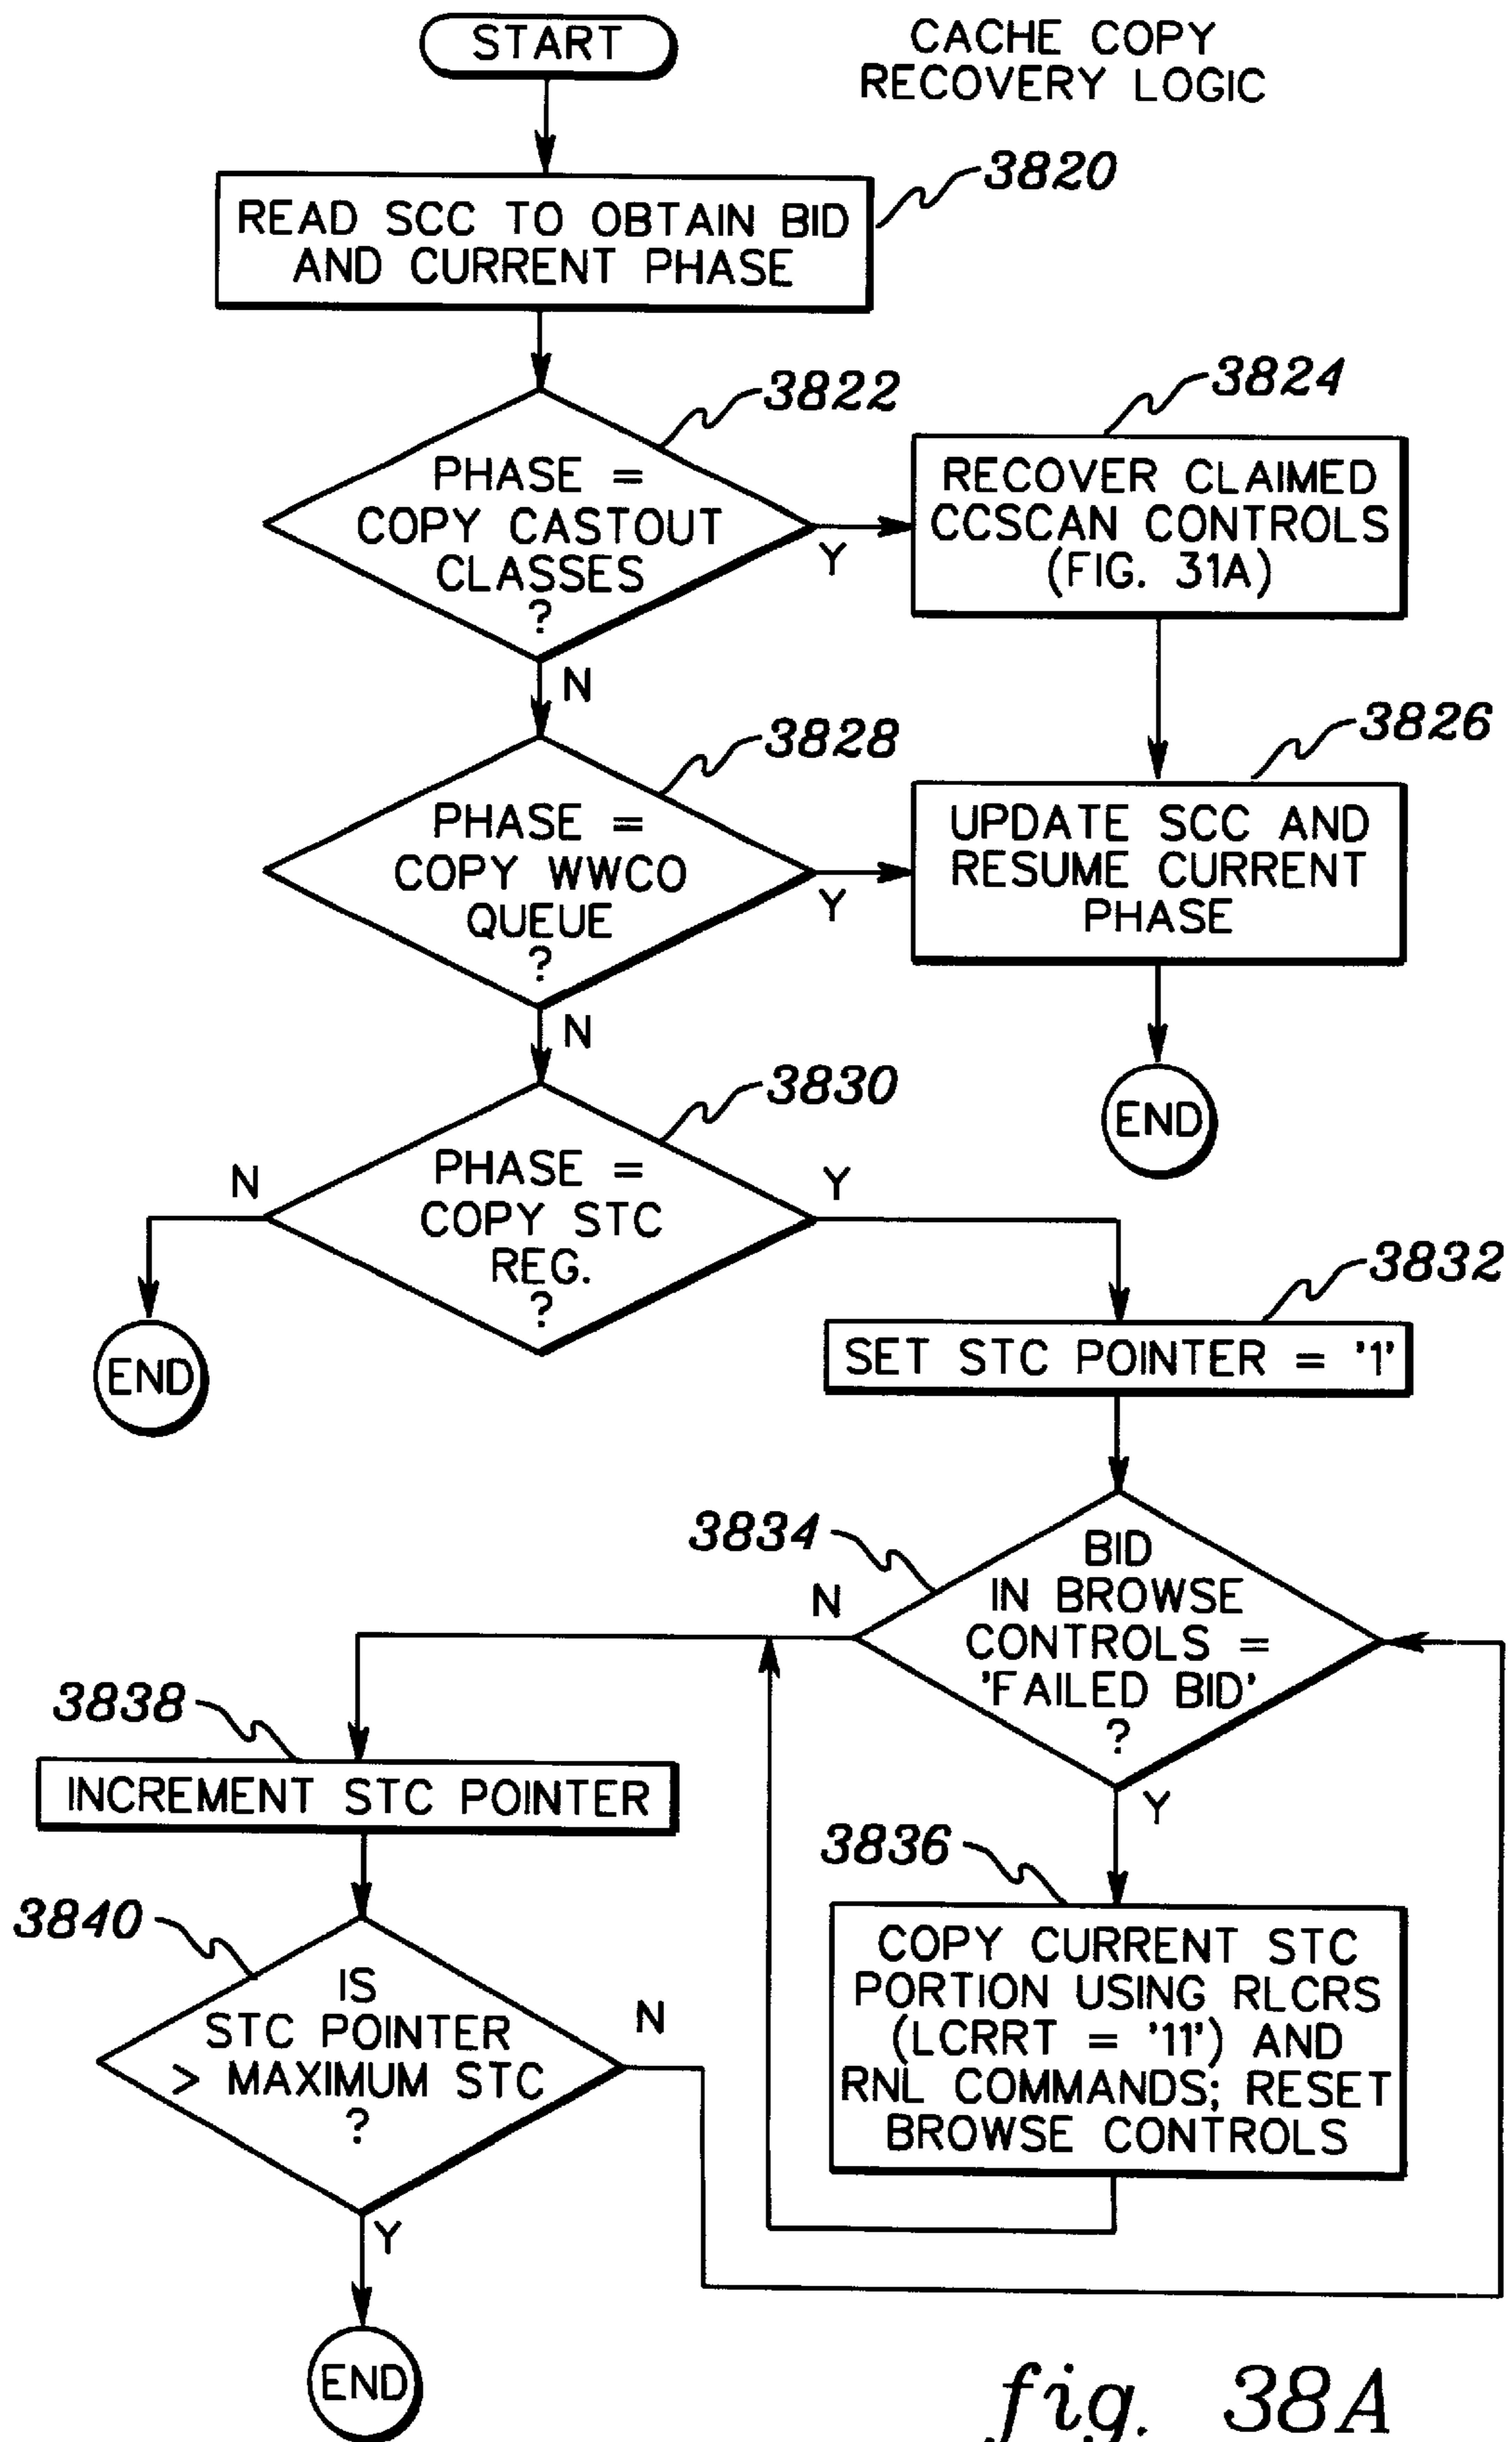 START
CACHE COPY
RECOVERY LOGIC
3820
READ SCC TO OBTAIN BID
AND CURRENT PHASE
3822
PHASE =
COPY CASTOUT
CLASSES
?
Y
N
3824
RECOVER CLAIMED
CCSCAN CONTROLS
(FIG. 31A)
3828
PHASE =
COPY WWCO
QUEUE
?
Y
N
3826
UPDATE SCC AND
RESUME CURRENT
PHASE
END
3830
PHASE =
COPY STC
REG.
?
N
Y
END
3832
SET STC POINTER = '1'
3834
BID
IN BROWSE
CONTROLS =
'FAILED BID'
?
N
Y
3838
INCREMENT STC POINTER
3836
COPY CURRENT STC
PORTION USING RLCRS
(LCRRT = '11') AND
RNL COMMANDS; RESET
BROWSE CONTROLS
3840
IS
STC POINTER
> MAXIMUM STC
?
N
Y
END
fig. 38A